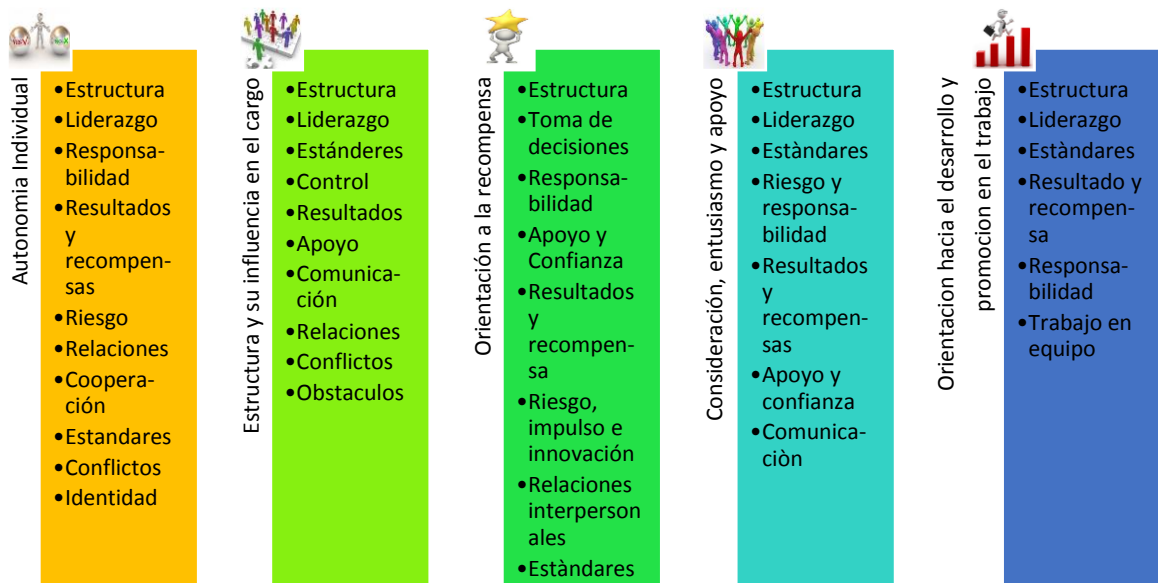 Autonomia Individual
•Estructura
•Liderazgo
•Responsa-
bilidad
•Resultados
y
recompen-
sas
•Riesgo
•Relaciones
•Coopera-
ción
•Estandares
•Conflictos
•Identidad
Estructura y su influencia en el cargo
•Estructura
•Liderazgo
•Estánderes
•Control
•Resultados
•Apoyo
•Comunica-
ción
•Relaciones
•Conflictos
•Obstaculos
Orientación a la recompensa
•Estructura
•Toma de
decisiones
•Responsa-
bilidad
•Apoyo y
Confianza
•Resultados
y
recompen-
sa
•Riesgo,
impulso e
innovación
•Relaciones
interperson
ales
•Estàndares
Consideración, entusiasmo y apoyo
•Estructura
•Liderazgo
•Estàndares
•Riesgo y
responsa-
bilidad
•Resultados
y
recompen-
sas
•Apoyo y
confianza
•Comunica-
ciòn
Orientacion hacia el desarrollo y
promocion en el trabajo
•Estructura
•Liderazgo
•Estàndares
•Resultado y
recompen-
sa
•Responsa-
bilidad
•Trabajo en
equipo